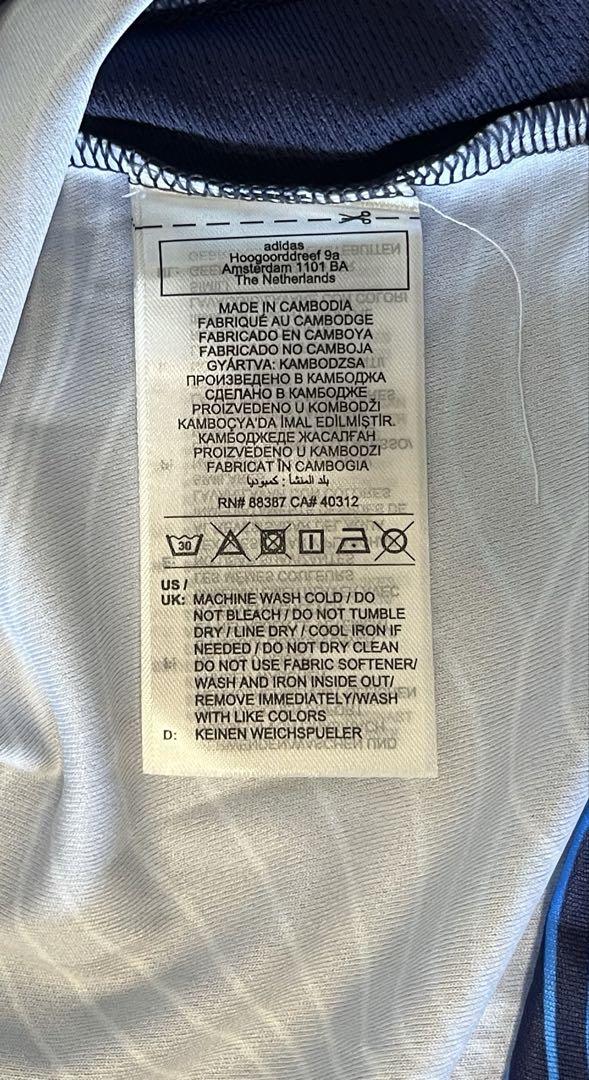 adidas
Hoogoorddreef 9a
Amsterdam 1101 BA
The Netherlands
MADE IN CAMBODIA
FABRIQUÉ AU CAMBODGE
FABRICADO EN CAMBOYA
FABRICADO NO CAMBOJA
GYÁRTVA: KAMBODZSA
ПРОИЗВЕДЕНО В КАМБОДЖА
СДЕЛАНО В КАМБОДЖЕ
PROIZVEDENO U KOMBODŽI
KAMBOÇYA'DA İMAL EDİLMİŞTİR.
КАМБОДЖЕДЕ ЖАСАЛҒАН
PROIZVEDENO U KAMBODZI
FABRICAT ÎN CAMBOGIA
بلد المنشأ : كمبوديا
RN# 88387 CA# 40312
30
US /
UK: MACHINE WASH COLD / DO
NOT BLEACH / DO NOT TUMBLE
DRY / LINE DRY / COOL IRON IF
NEEDED / DO NOT DRY CLEAN
DO NOT USE FABRIC SOFTENER/
WASH AND IRON INSIDE OUT/
REMOVE IMMEDIATELY/WASH
WITH LIKE COLORS
D: KEINEN WEICHSPUELER